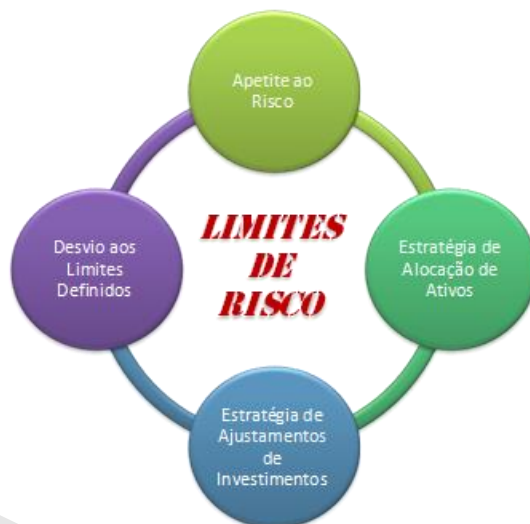 Apetite ao
Risco
Desvio aos
Limites
Definidos
LIMITES
DE
RISCO
Estratégia de
Alocação de
Ativos
Estratégia de
Ajustamentos
de
Investimentos